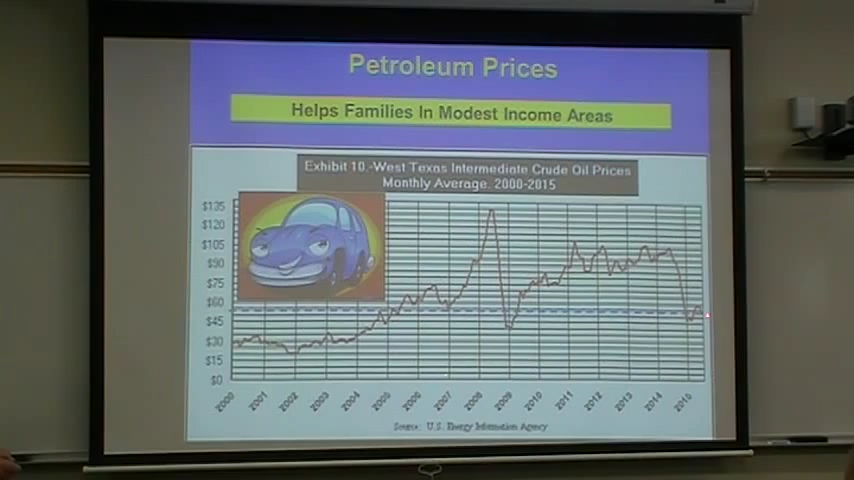 Petroleum Prices
Helps Families In Modest Income Areas
Exhibit 10.-West Texas Intermediate Crude Oil Prices
Monthly Average, 2000-2015
$135
$120
$105
$90
$75
$60
$45
$30
$15
$0
2000 2001 2002 2003 2004 2005 2006 2007 2008 2009 2010 2011 2012 2013 2014 2015
Source: U.S. Energy Information Agency